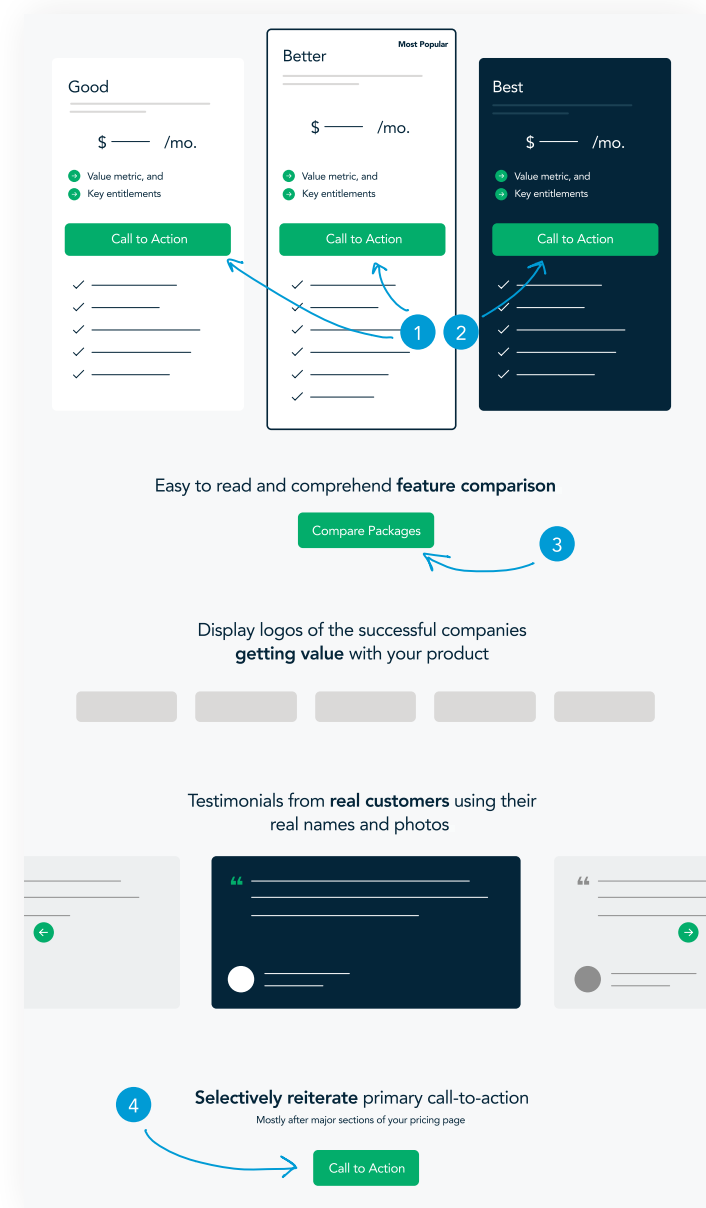 Good
$ /mo.
Value metric, and
Key entitlements
Call to Action
Most Popular
Better
$ /mo.
Value metric, and
Key entitlements
Call to Action
Best
$ /mo.
Value metric, and
Key entitlements
Call to Action
1
2
Easy to read and comprehend feature comparison
Compare Packages
3
Display logos of the successful companies
getting value with your product
Testimonials from real customers using their
real names and photos
“
“
4
Selectively reiterate primary call-to-action
Mostly after major sections of your pricing page
Call to Action